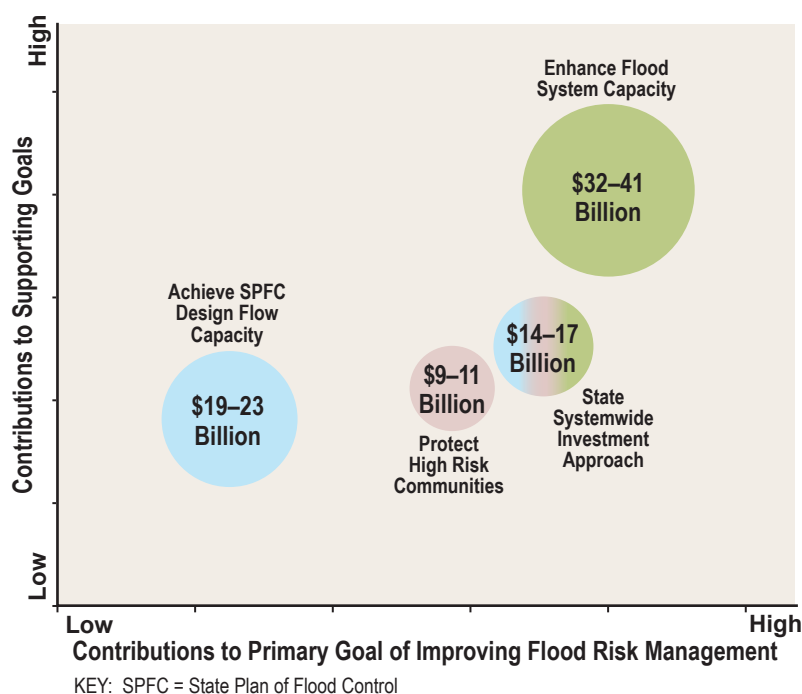 High
Contributions to Supporting Goals
Low
Enhance Flood
System Capacity
$32–41
Billion
Achieve SPFC
Design Flow
Capacity
$19–23
Billion
$14–17
Billion
$9–11
Billion
State
Systemwide
Investment
Approach
Protect
High Risk
Communities
Low
High
Contributions to Primary Goal of Improving Flood Risk Management
KEY: SPFC = State Plan of Flood Control